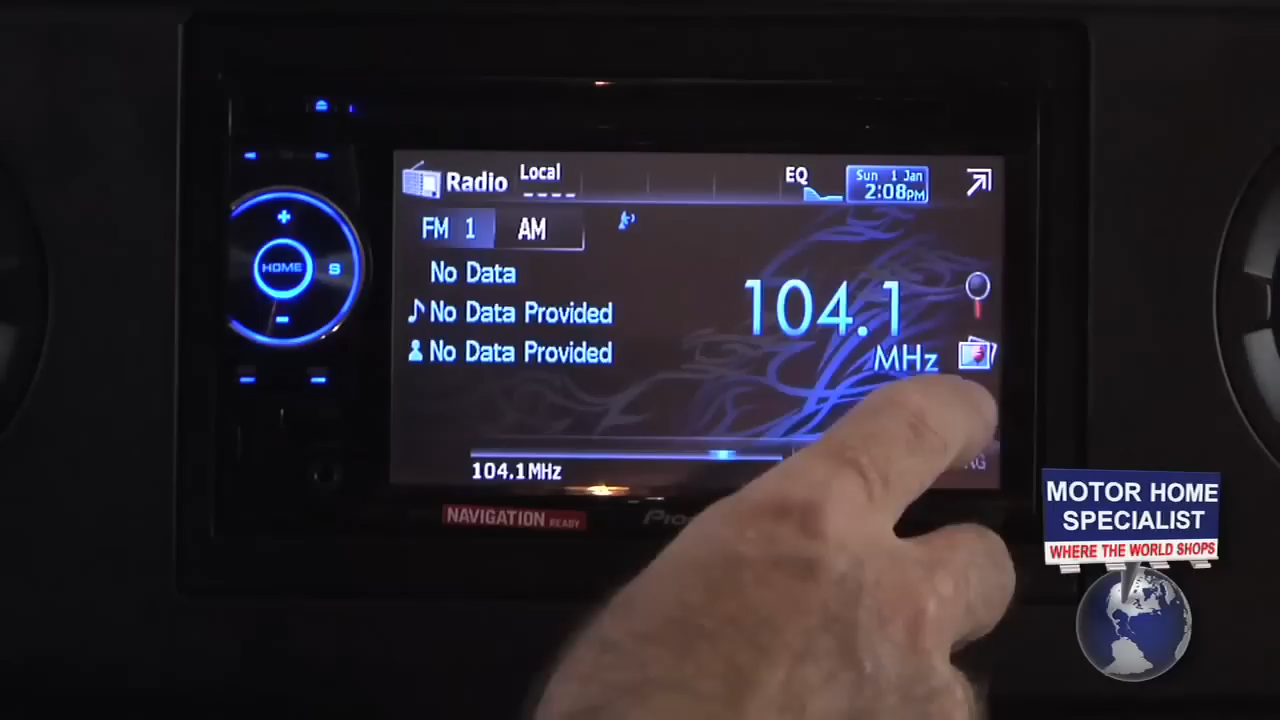 Radio
Local
EQ
Sun 1 Jan
2:08PM
FM 1
AM
No Data
No Data Provided
No Data Provided
104.1
MHz
104.1MHz
HOME
S
NAVIGATION READY
MOTOR HOME
SPECIALIST
WHERE THE WORLD SHOPS